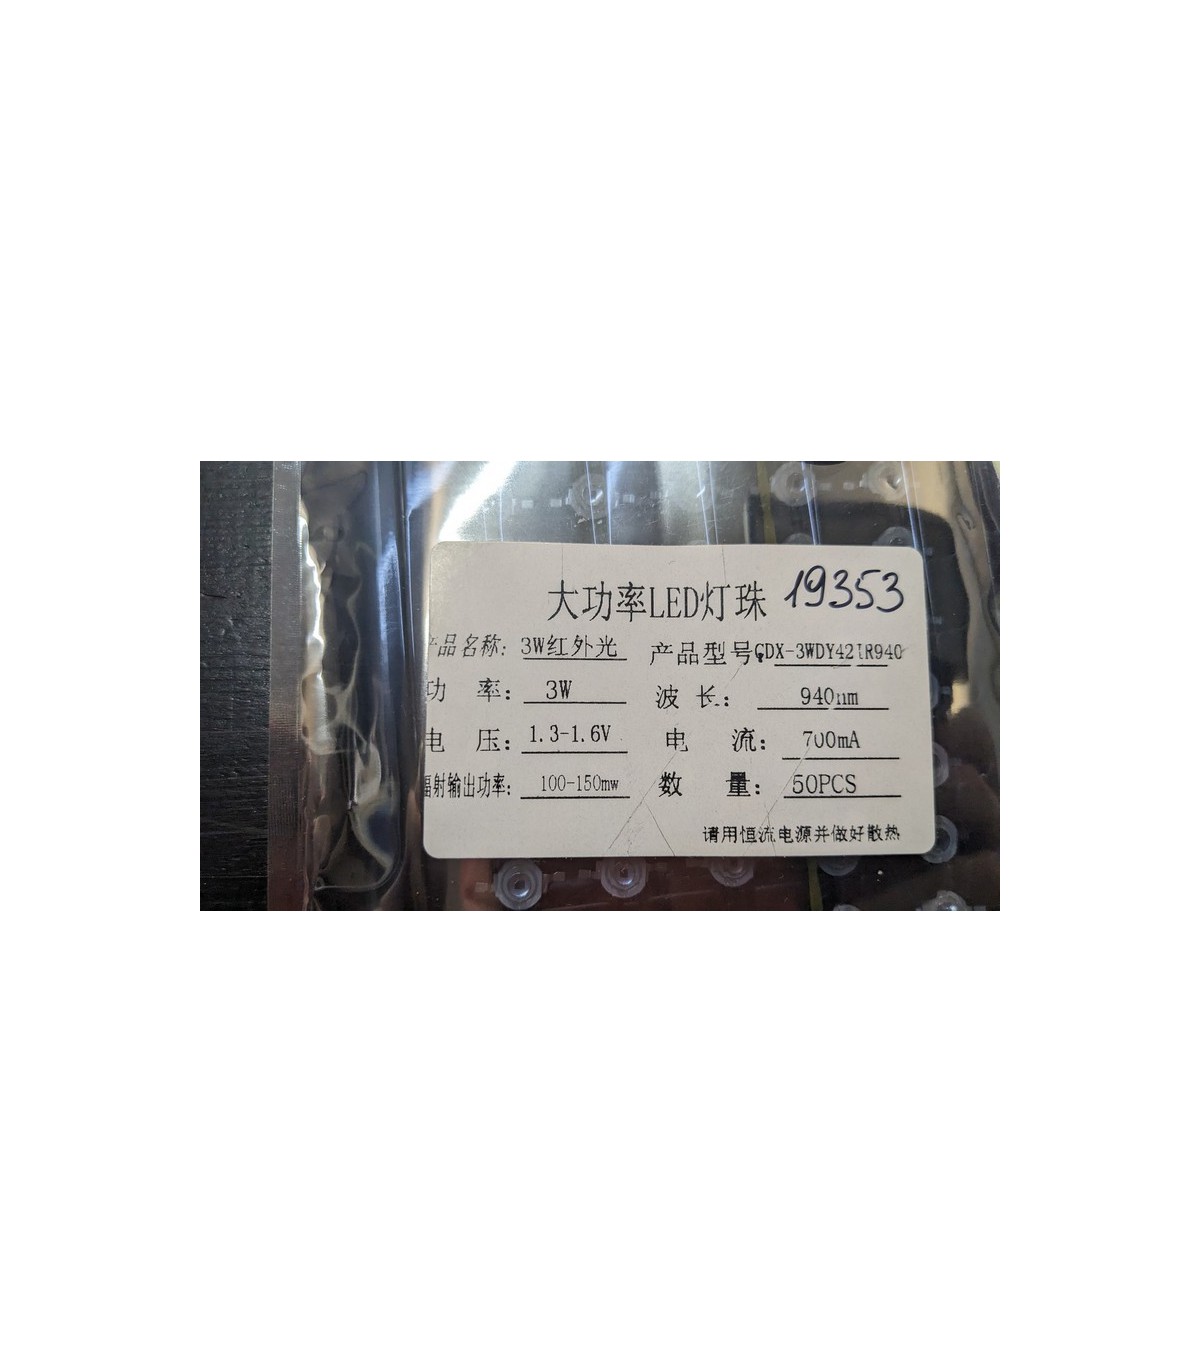 大功率LED灯珠 19353
产品名称: 3W红外光 产品型号: GDX-3WDY42IR940
功 率: 3W 波 长: 940nm
电 压: 1.3-1.6V 电 流: 700mA
辐射输出功率: 100-150mw 数 量: 50PCS
请用恒流电源并做好散热